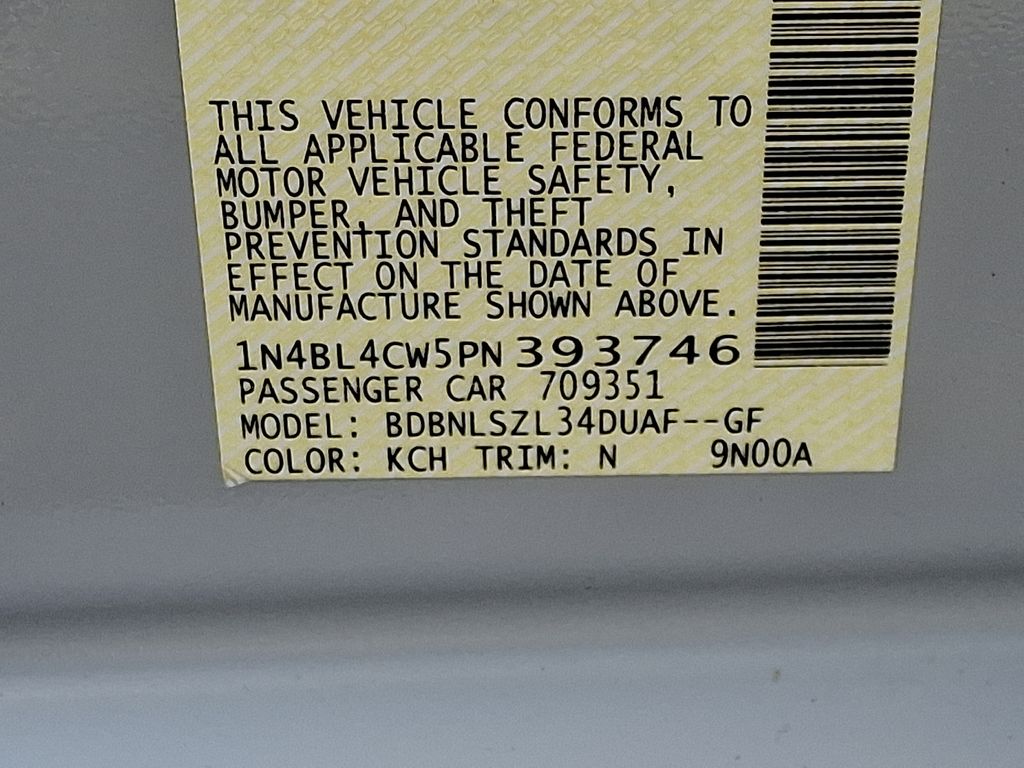 THIS VEHICLE CONFORMS TO
ALL APPLICABLE FEDERAL
MOTOR VEHICLE SAFETY,
BUMPER, AND THEFT
PREVENTION STANDARDS IN
EFFECT ON THE DATE OF
MANUFACTURE SHOWN ABOVE.
1N4BL4CW5PN393746
PASSENGER CAR 709351
MODEL: BDBNLSZL34DUAF--GF
COLOR: KCH TRIM: N 9N00A